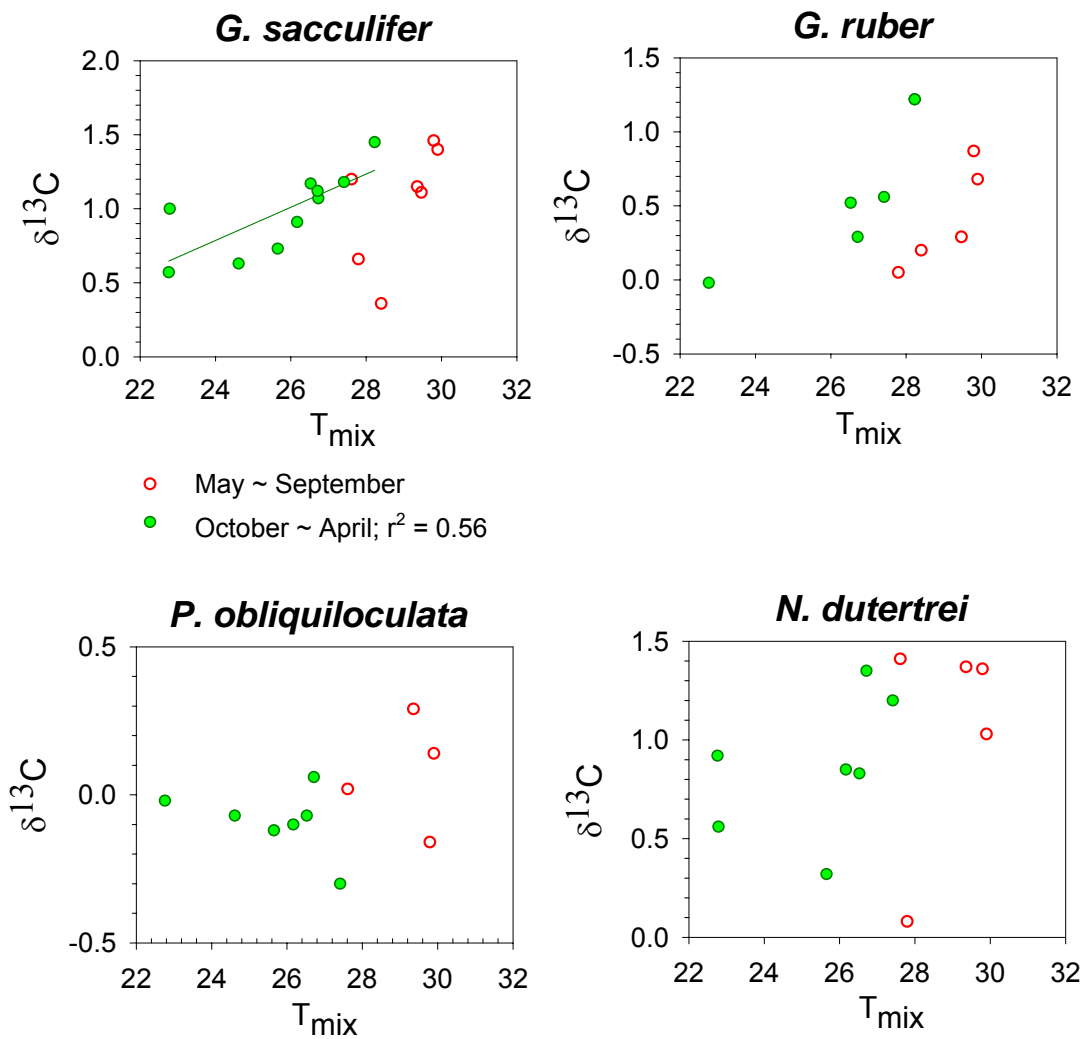 G. sacculifer
2.0
1.5
1.0
0.5
0.0
δ13C
22 24 26 28 30 32
Tmix
G. ruber
1.5
1.0
0.5
0.0
-0.5
δ13C
22 24 26 28 30 32
Tmix
May ~ September
October ~ April; r² = 0.56
P. obliquiloculata
0.5
0.0
-0.5
δ13C
22 24 26 28 30 32
Tmix
N. dutertrei
1.5
1.0
0.5
0.0
δ13C
22 24 26 28 30 32
Tmix